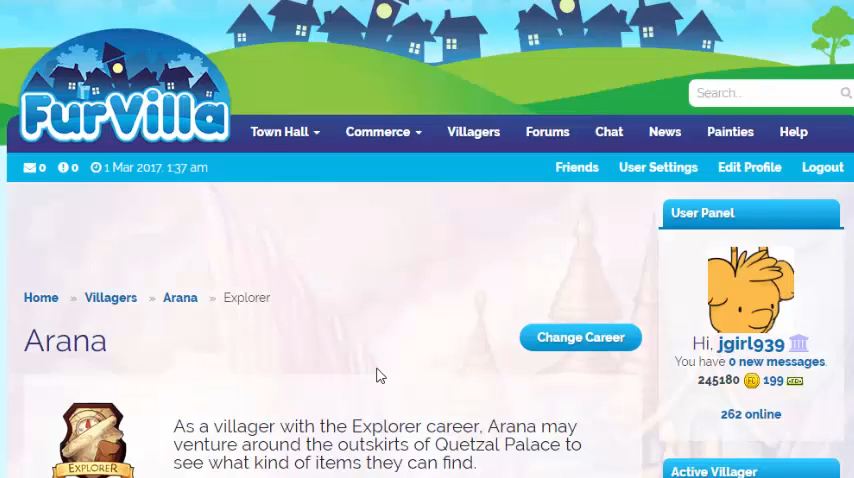 Search...
FurVilla
Town Hall Commerce Villagers Forums Chat News Painties Help
0 0 1 Mar 2017. 1:37 am Friends User Settings Edit Profile Logout
User Panel
Home » Villagers » Arana » Explorer
Arana
Change Career
Hi, jgirl939
You have 0 new messages.
245180 FC 199
262 online
As a villager with the Explorer career, Arana may
venture around the outskirts of Quetzal Palace to
see what kind of items they can find.
EXPLORER
Active Villager